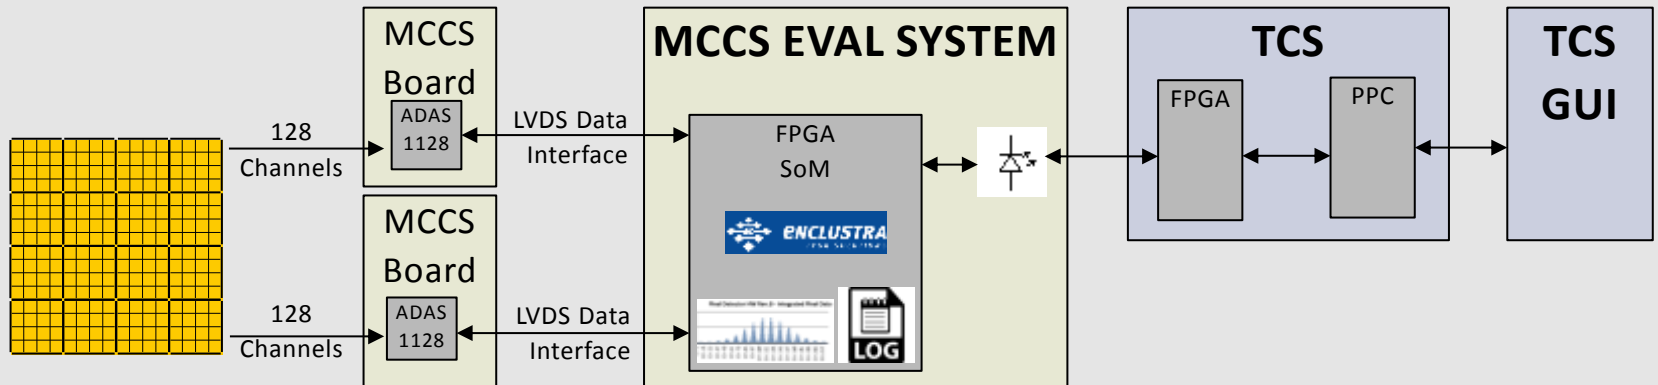 MCCS
Board
ADAS
1128
128
Channels
LVDS Data
Interface
MCCS
Board
ADAS
1128
128
Channels
LVDS Data
Interface
MCCS EVAL SYSTEM
FPGA
SoM
ENCLUSTRA
LOG
TCS
FPGA
PPC
TCS
GUI